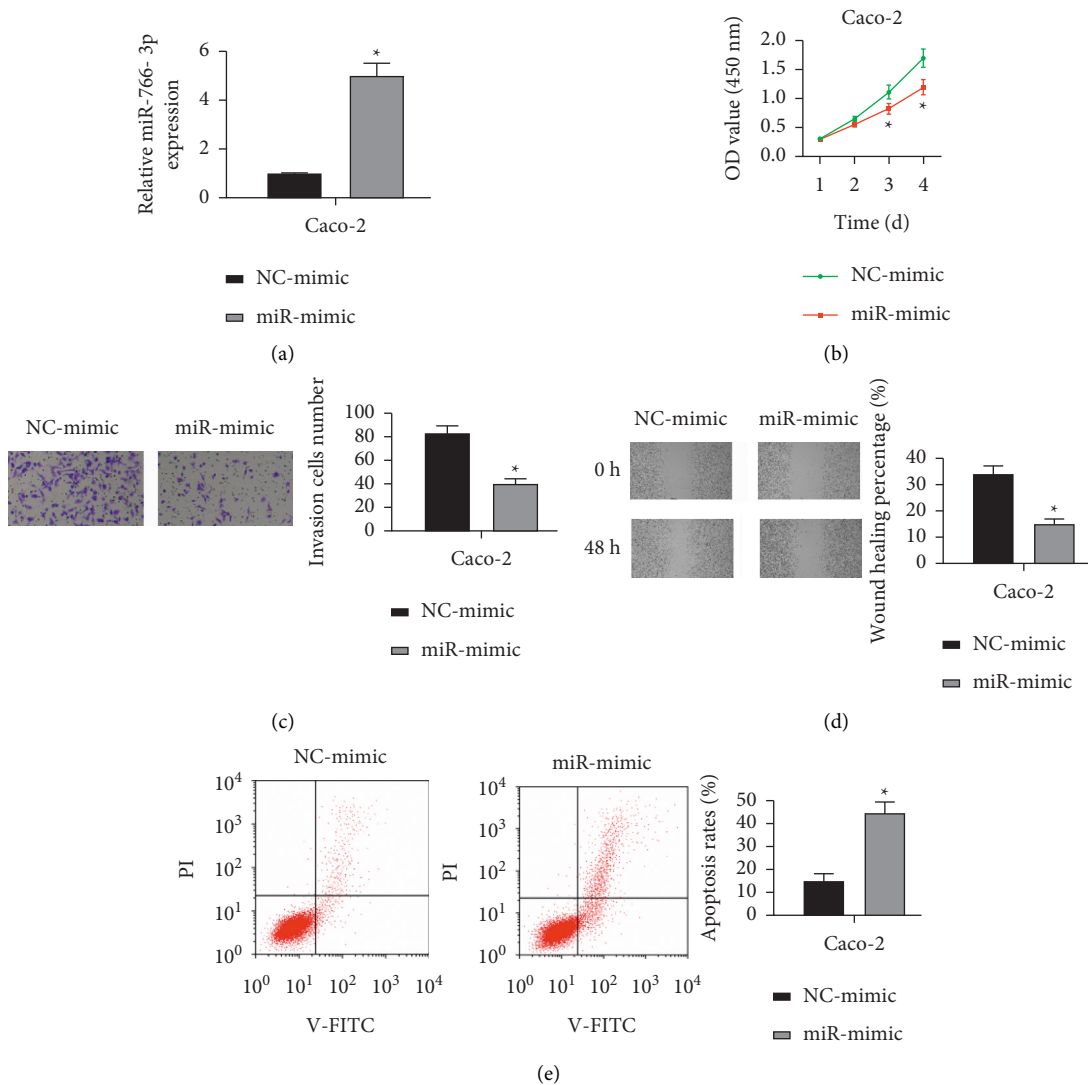 Relative miR-766- 3p
expression
6
4
2
0
*
Caco-2
NC-mimic
miR-mimic
(a)
Caco-2
OD value (450 nm)
2.0
1.5
1.0
0.5
0.0
* *
1 2 3 4
Time (d)
NC-mimic
miR-mimic
(b)
NC-mimic miR-mimic
Invasion cells number
100
80
60
40
20
0
*
Caco-2
NC-mimic
miR-mimic
(c)
NC-mimic miR-mimic
0 h
48 h
Wound healing percentage (%)
40
30
20
10
0
*
Caco-2
NC-mimic
miR-mimic
(d)
NC-mimic
PI
10⁴
10³
10²
10¹
10⁰
10⁰ 10¹ 10² 10³ 10⁴
V-FITC
miR-mimic
PI
10⁴
10³
10²
10¹
10⁰
10⁰ 10¹ 10² 10³ 10⁴
V-FITC
Apoptosis rates (%)
50
40
30
20
10
0
*
Caco-2
NC-mimic
miR-mimic
(e)